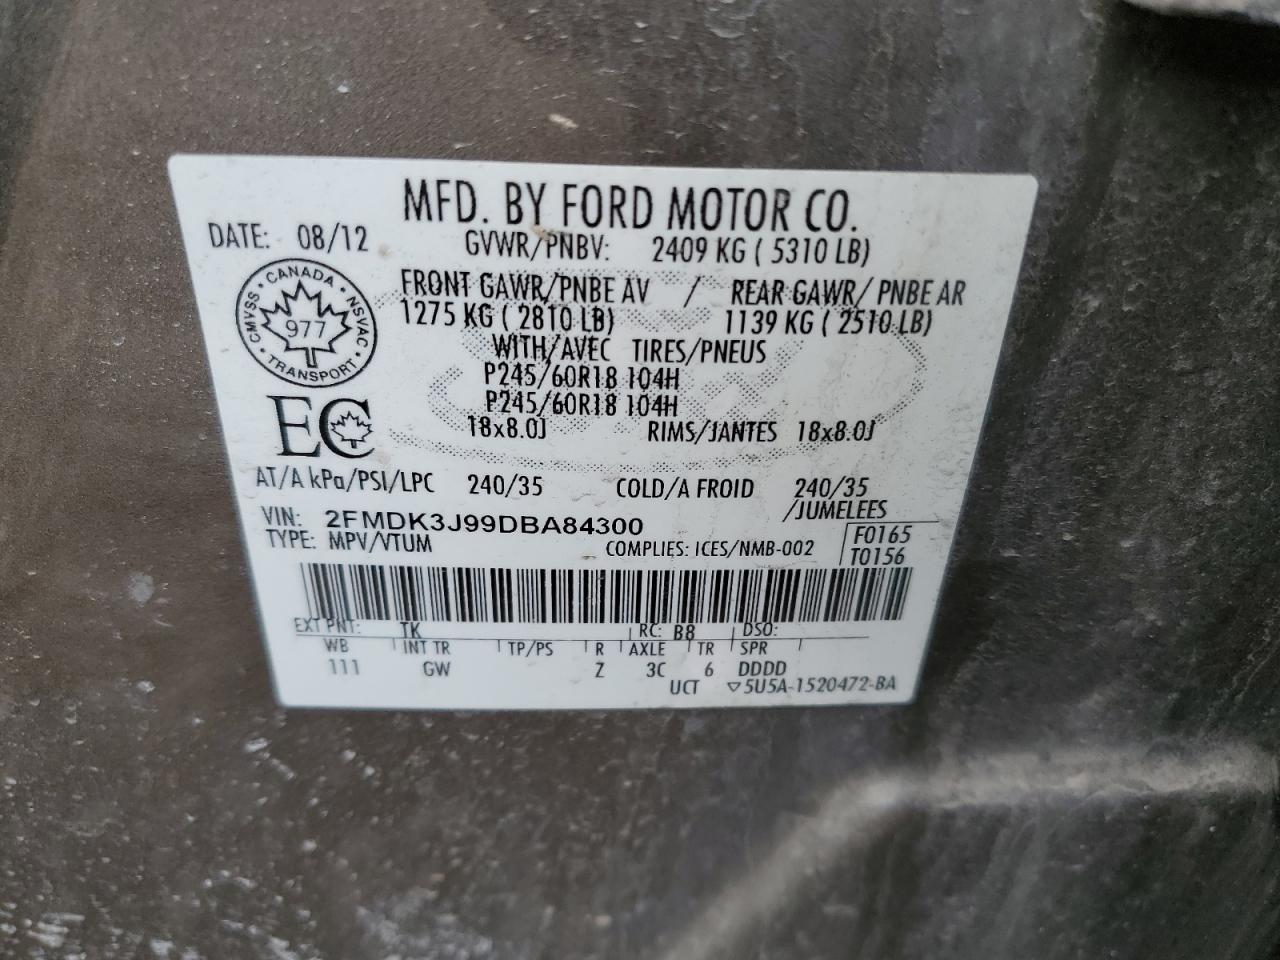 MFD. BY FORD MOTOR CO.
DATE: 08/12 GVWR/PNBV: 2409 KG ( 5310 LB)
FRONT GAWR/PNBE AV / REAR GAWR/ PNBE AR
1275 KG ( 2810 LB) 1139 KG ( 2510 LB)
WITH/AVEC TIRES/PNEUS
P245/60R18 104H
P245/60R18 104H
18x8.0J RIMS/JANTES 18x8.0J
CANADA
CMVSS · NSVAC
977
TRANSPORT
EC
AT/A kPa/PSI/LPC 240/35 COLD/A FROID 240/35
/JUMELEES
VIN: 2FMDK3J99DBA84300
TYPE: MPV/VTUM COMPLIES: ICES/NMB-002
F0165
T0156
EXT PNT: TK RC: B8 DSO:
WB INT TR TP/PS R AXLE TR SPR
111 GW Z 3C 6 DDDD
UCT ▽5U5A-1520472-BA